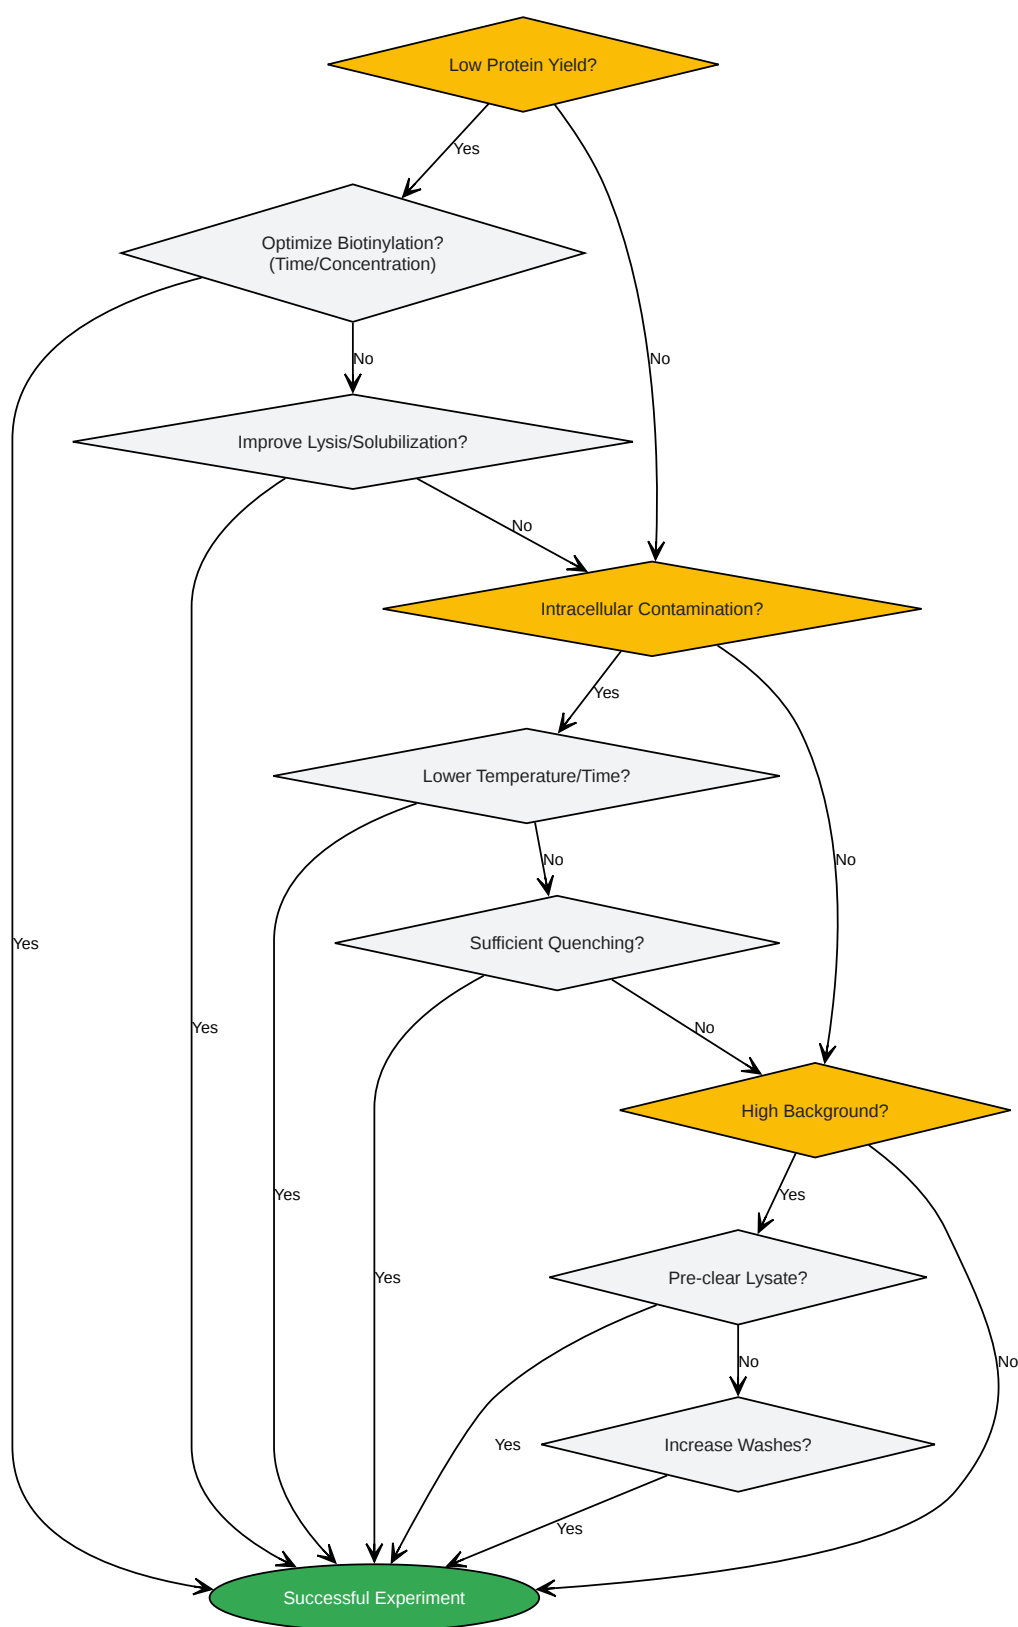 Low Protein Yield?
Yes
Optimize Biotinylation?
(Time/Concentration)
No
No
Improve Lysis/Solubilization?
No
Intracellular Contamination?
Yes
Lower Temperature/Time?
No
No
Sufficient Quenching?
Yes
Yes
No
High Background?
Yes
Yes
Pre-clear Lysate?
Yes
No
No
Increase Washes?
Yes
Yes
Successful Experiment